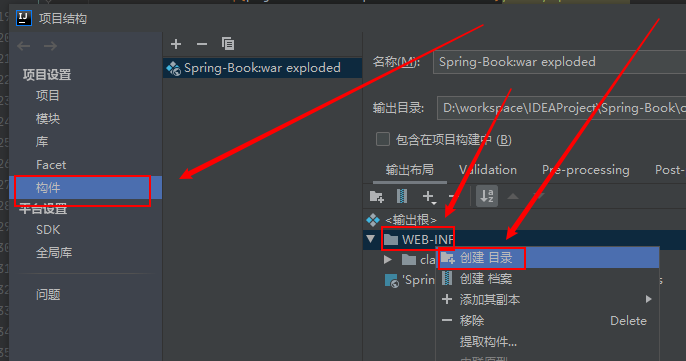 项目结构
项目设置
项目
模块
库
Facet
构件
平台设置
SDK
全局库
问题
Spring-Book:war exploded
名称(M): Spring-Book:war exploded
输出目录: D:\workspace\IDEAProject\Spring-Book\
包含在项目构建中 (B)
输出布局 Validation Pre-processing Post-
<输出根>
WEB-INF
cla
'Spring
创建 目录
创建 档案
添加其副本
移除 Delete
提取构件...